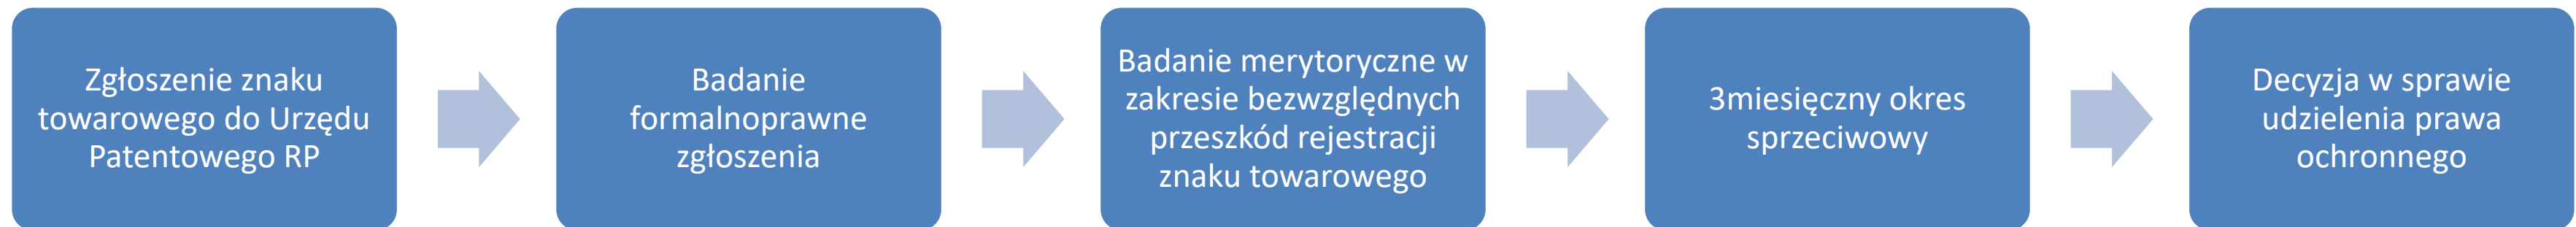 Zgłoszenie znaku
towarowego do Urzędu
Patentowego RP
Badanie
formalnoprawne
zgłoszenia
Badanie merytoryczne w
zakresie bezwzględnych
przeszkód rejestracji
znaku towarowego
3miesięczny okres
sprzeciwowy
Decyzja w sprawie
udzielenia prawa
ochronnego